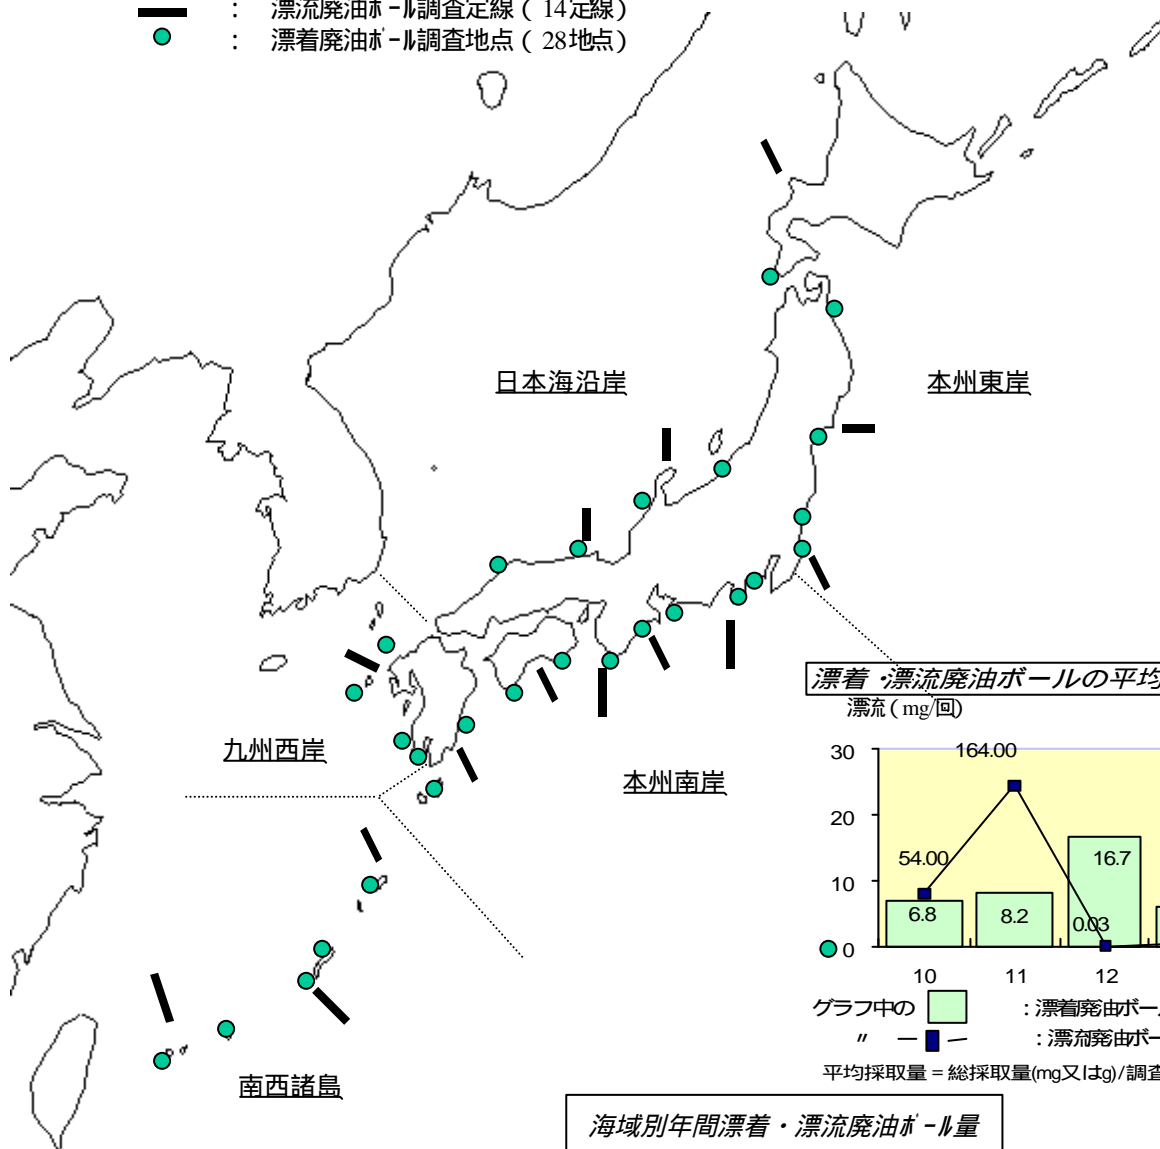 ： 漂流廃油ﾎﾞｰﾙ調査定線（ 14定線）
： 漂着廃油ﾎﾞｰﾙ調査地点（ 28地点）
日本海沿岸
本州東岸
漂着・漂流廃油ボールの平均
漂流（mg/回）
九州西岸
本州南岸
30
164.00
20
54.00
16.7
10
6.8
8.2
0.03
0
10 11 12
グラフ中の ：漂着廃油ボー
〃 ：漂流廃油ボー
平均採取量 = 総採取量(mg又はg)/調査
南西諸島
海域別年間漂着・漂流廃油ﾎﾞｰﾙ量